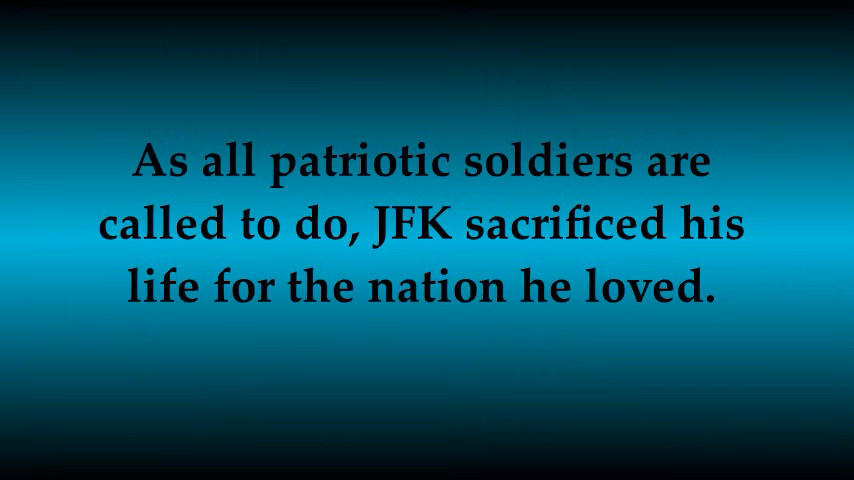 As all patriotic soldiers are
called to do, JFK sacrificed his
life for the nation he loved.